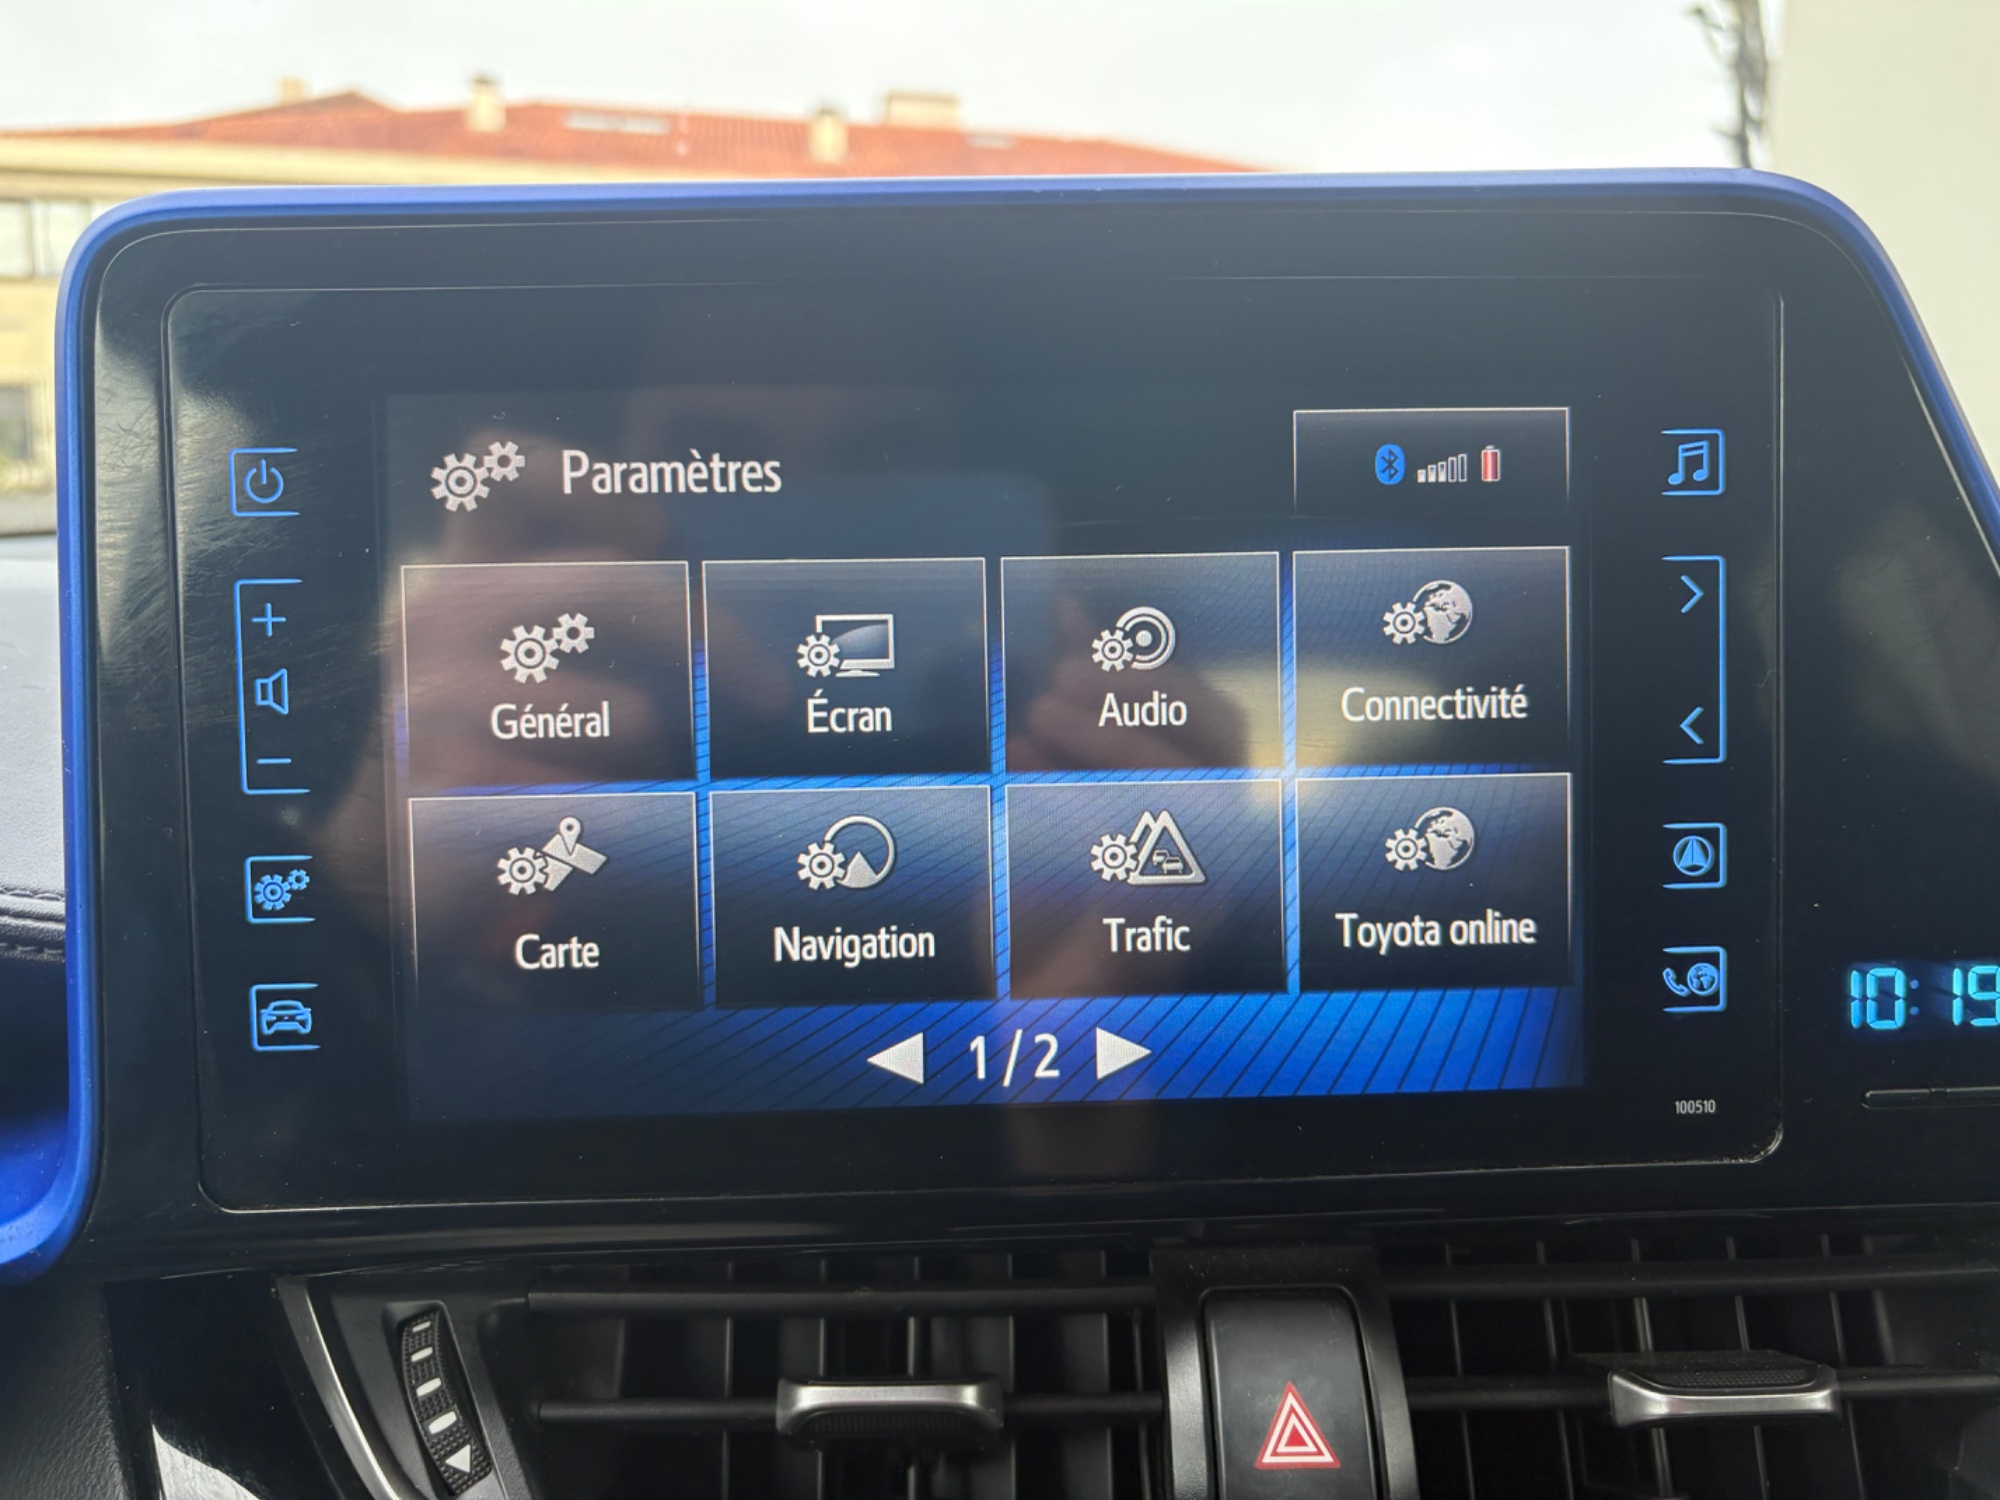 Paramètres
Général
Écran
Audio
Connectivité
Carte
Navigation
Trafic
Toyota online
1/2
100510
10:19